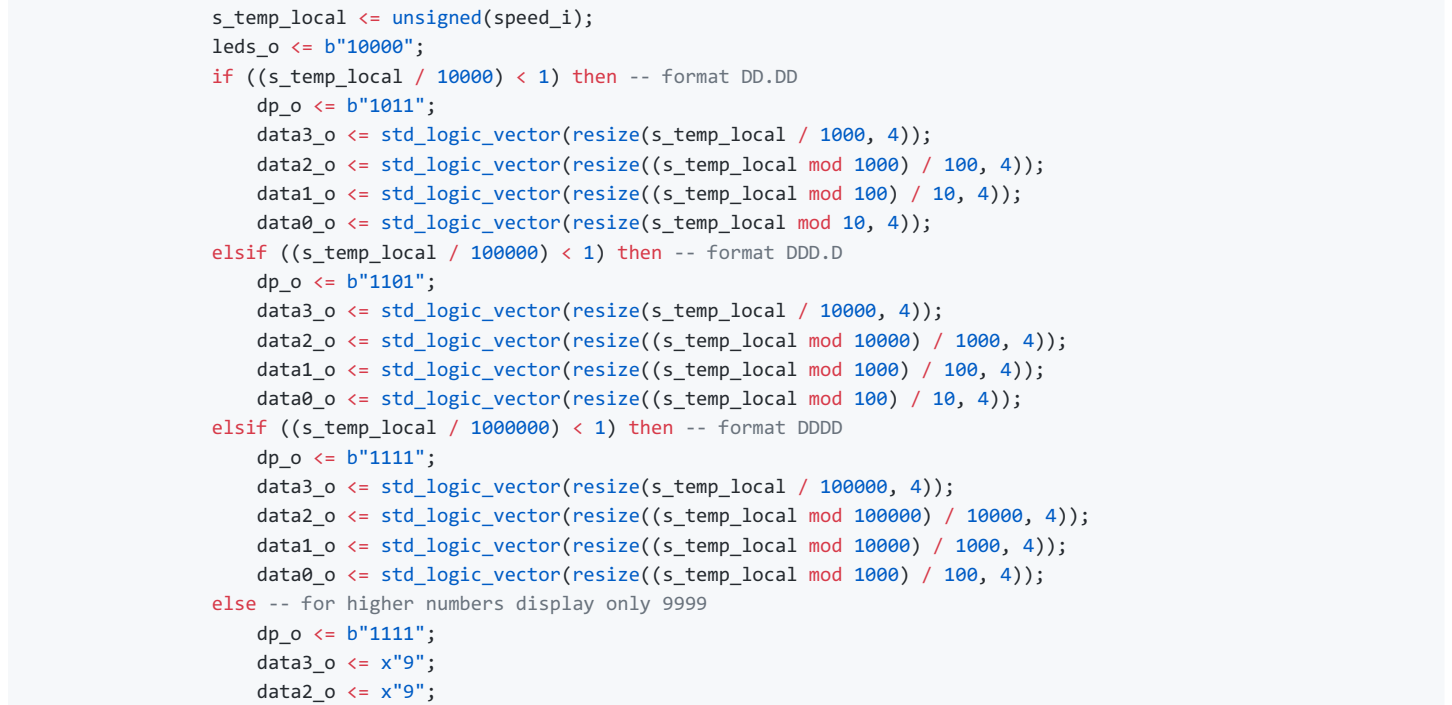 s_temp_local <= unsigned(speed_i);
leds_o <= b"10000";
if ((s_temp_local / 10000) < 1) then -- format DD.DD
    dp_o <= b"1011";
    data3_o <= std_logic_vector(resize(s_temp_local / 1000, 4));
    data2_o <= std_logic_vector(resize((s_temp_local mod 1000) / 100, 4));
    data1_o <= std_logic_vector(resize((s_temp_local mod 100) / 10, 4));
    data0_o <= std_logic_vector(resize(s_temp_local mod 10, 4));
elsif ((s_temp_local / 100000) < 1) then -- format DDD.D
    dp_o <= b"1101";
    data3_o <= std_logic_vector(resize(s_temp_local / 10000, 4));
    data2_o <= std_logic_vector(resize((s_temp_local mod 10000) / 1000, 4));
    data1_o <= std_logic_vector(resize((s_temp_local mod 1000) / 100, 4));
    data0_o <= std_logic_vector(resize((s_temp_local mod 100) / 10, 4));
elsif ((s_temp_local / 1000000) < 1) then -- format DDDD
    dp_o <= b"1111";
    data3_o <= std_logic_vector(resize(s_temp_local / 100000, 4));
    data2_o <= std_logic_vector(resize((s_temp_local mod 100000) / 10000, 4));
    data1_o <= std_logic_vector(resize((s_temp_local mod 10000) / 1000, 4));
    data0_o <= std_logic_vector(resize((s_temp_local mod 1000) / 100, 4));
else -- for higher numbers display only 9999
    dp_o <= b"1111";
    data3_o <= x"9";
    data2_o <= x"9";